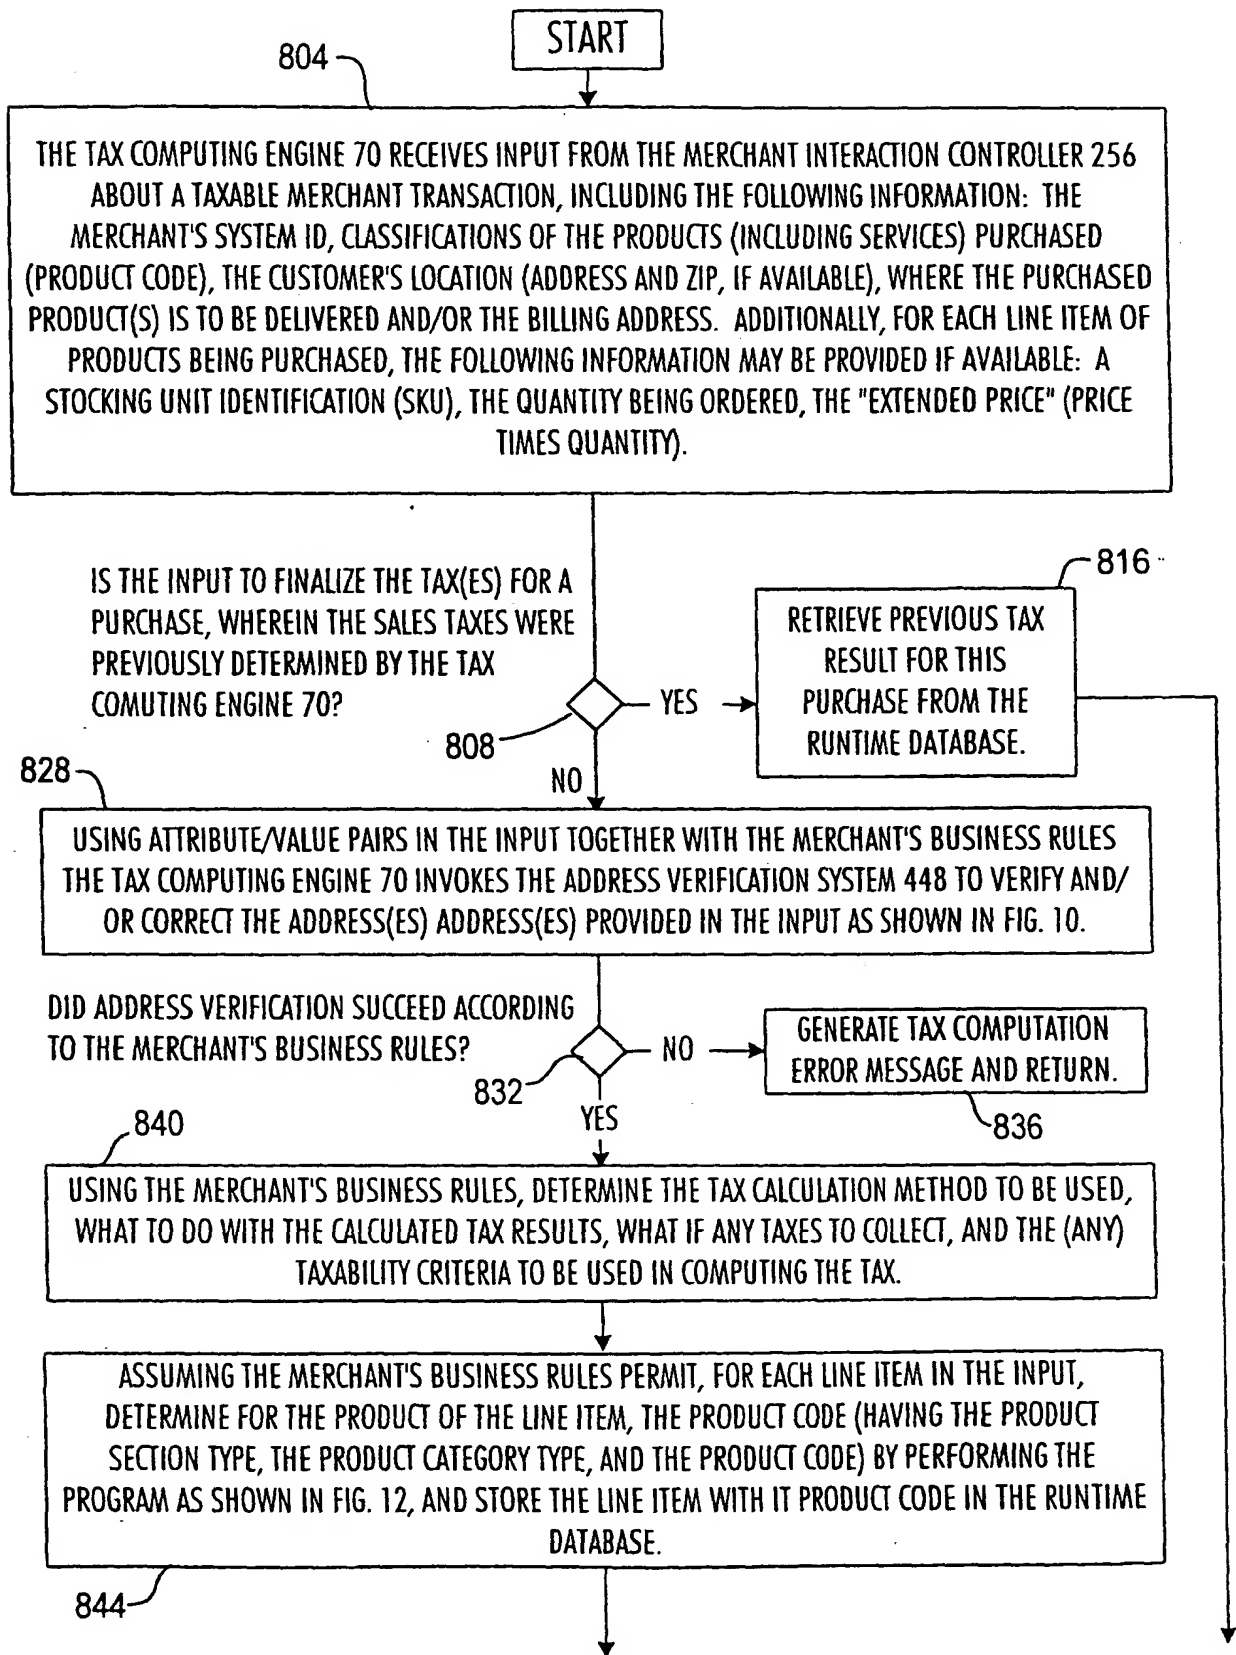 START
804
THE TAX COMPUTING ENGINE 70 RECEIVES INPUT FROM THE MERCHANT INTERACTION CONTROLLER 256
ABOUT A TAXABLE MERCHANT TRANSACTION, INCLUDING THE FOLLOWING INFORMATION: THE
MERCHANT'S SYSTEM ID, CLASSIFICATIONS OF THE PRODUCTS (INCLUDING SERVICES) PURCHASED
(PRODUCT CODE), THE CUSTOMER'S LOCATION (ADDRESS AND ZIP, IF AVAILABLE), WHERE THE PURCHASED
PRODUCT(S) IS TO BE DELIVERED AND/OR THE BILLING ADDRESS. ADDITIONALLY, FOR EACH LINE ITEM OF
PRODUCTS BEING PURCHASED, THE FOLLOWING INFORMATION MAY BE PROVIDED IF AVAILABLE: A
STOCKING UNIT IDENTIFICATION (SKU), THE QUANTITY BEING ORDERED, THE "EXTENDED PRICE" (PRICE
TIMES QUANTITY).
IS THE INPUT TO FINALIZE THE TAX(ES) FOR A
PURCHASE, WHEREIN THE SALES TAXES WERE
PREVIOUSLY DETERMINED BY THE TAX
COMUTING ENGINE 70?
808
YES
816
RETRIEVE PREVIOUS TAX
RESULT FOR THIS
PURCHASE FROM THE
RUNTIME DATABASE.
NO
828
USING ATTRIBUTE/VALUE PAIRS IN THE INPUT TOGETHER WITH THE MERCHANT'S BUSINESS RULES
THE TAX COMPUTING ENGINE 70 INVOKES THE ADDRESS VERIFICATION SYSTEM 448 TO VERIFY AND/
OR CORRECT THE ADDRESS(ES) ADDRESS(ES) PROVIDED IN THE INPUT AS SHOWN IN FIG. 10.
DID ADDRESS VERIFICATION SUCCEED ACCORDING
TO THE MERCHANT'S BUSINESS RULES?
832
NO
GENERATE TAX COMPUTATION
ERROR MESSAGE AND RETURN.
836
YES
840
USING THE MERCHANT'S BUSINESS RULES, DETERMINE THE TAX CALCULATION METHOD TO BE USED,
WHAT TO DO WITH THE CALCULATED TAX RESULTS, WHAT IF ANY TAXES TO COLLECT, AND THE (ANY)
TAXABILITY CRITERIA TO BE USED IN COMPUTING THE TAX.
ASSUMING THE MERCHANT'S BUSINESS RULES PERMIT, FOR EACH LINE ITEM IN THE INPUT,
DETERMINE FOR THE PRODUCT OF THE LINE ITEM, THE PRODUCT CODE (HAVING THE PRODUCT
SECTION TYPE, THE PRODUCT CATEGORY TYPE, AND THE PRODUCT CODE) BY PERFORMING THE
PROGRAM AS SHOWN IN FIG. 12, AND STORE THE LINE ITEM WITH IT PRODUCT CODE IN THE RUNTIME
DATABASE.
844